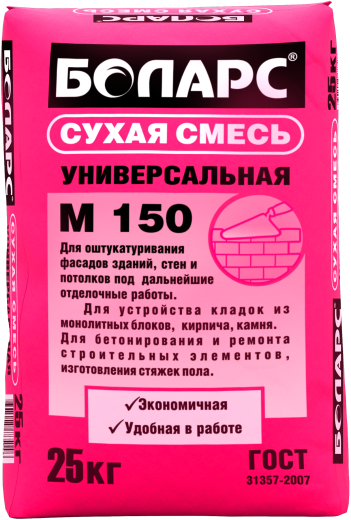 БОЛАРС®
СУХАЯ СМЕСЬ
УНИВЕРСАЛЬНАЯ
М 150
Для оштукатуривания
фасадов зданий, стен и
потолков под дальнейшие
отделочные работы.
Для устройства кладок из
монолитных блоков, кирпича, камня.
Для бетонирования и ремонта
строительных элементов,
изготовления стяжек пола.
✓Экономичная
✓Удобная в работе
25КГ
ГОСТ
31357-2007
БОЛАРС
СУХАЯ СМЕСЬ
25КГ
25КГ